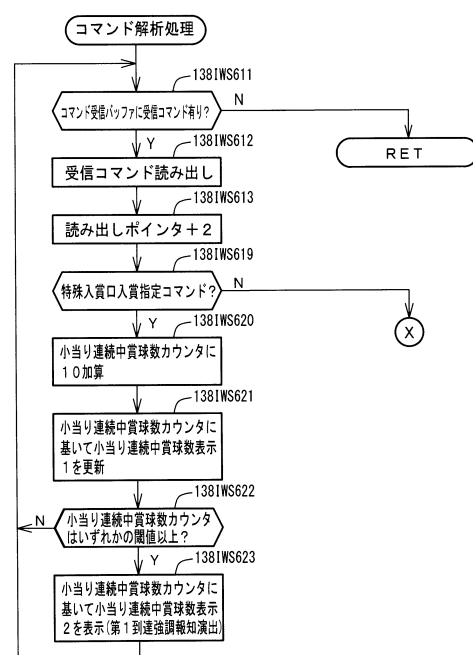 コマンド解析処理
138IWS611
コマンド受信バッファに受信コマンド有り?
N
Y
RET
138IWS612
受信コマンド読み出し
138IWS613
読み出しポインタ+2
138IWS619
特殊入賞口入賞指定コマンド?
N
Y
X
138IWS620
小当り連続中賞球数カウンタに
10加算
138IWS621
小当り連続中賞球数カウンタに
基いて小当り連続中賞球数表示
1を更新
138IWS622
N
小当り連続中賞球数カウンタ
はいずれかの閾値以上?
Y
138IWS623
小当り連続中賞球数カウンタに
基いて小当り連続中賞球数表示
2を表示(第1到達強調報知演出)